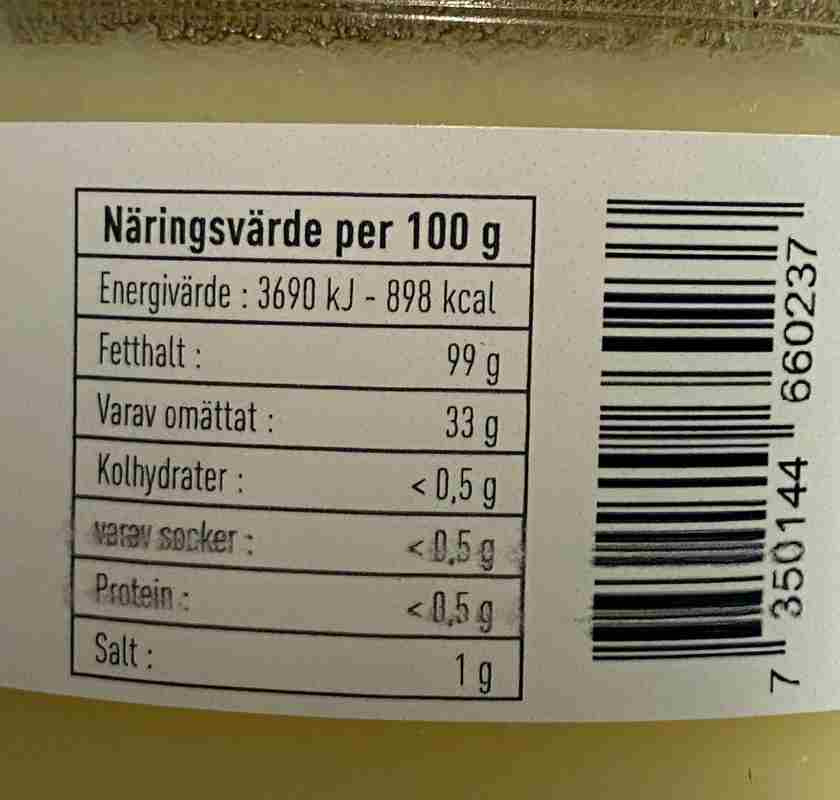 Näringsvärde per 100 g
Energivärde : 3690 kJ - 898 kcal
Fetthalt : 99 g
Varav omättat : 33 g
Kolhydrater : < 0,5 g
varav socker : < 0,5 g
Protein : < 0,5 g
Salt : 1 g
7 350144 660237